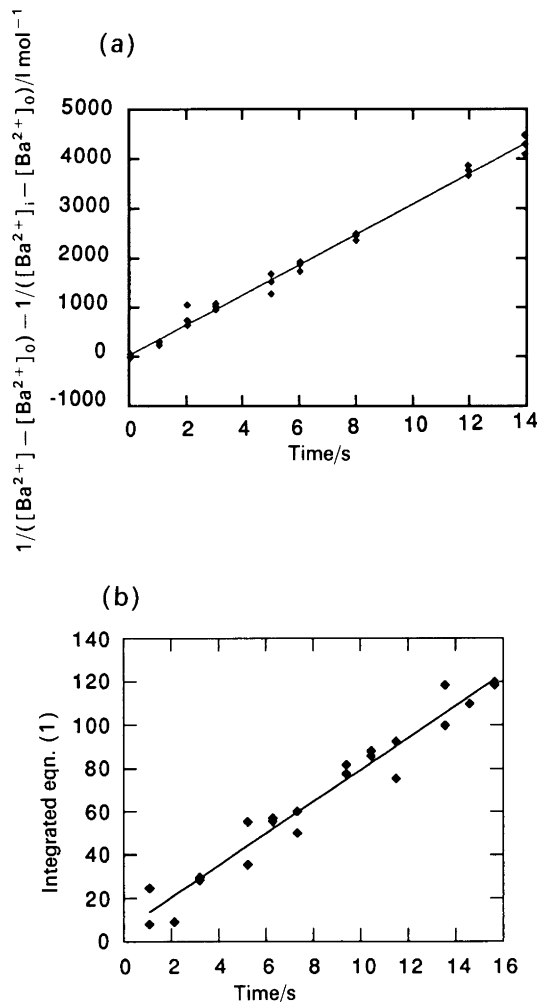 (a)
1/([Ba²⁺] – [Ba²⁺]₀) – 1/([Ba²⁺]ᵢ – [Ba²⁺]₀)/l mol⁻¹
5000
4000
3000
2000
1000
0
-1000
0 2 4 6 8 10 12 14
Time/s
(b)
Integrated eqn. (1)
140
120
100
80
60
40
20
0
0 2 4 6 8 10 12 14 16
Time/s